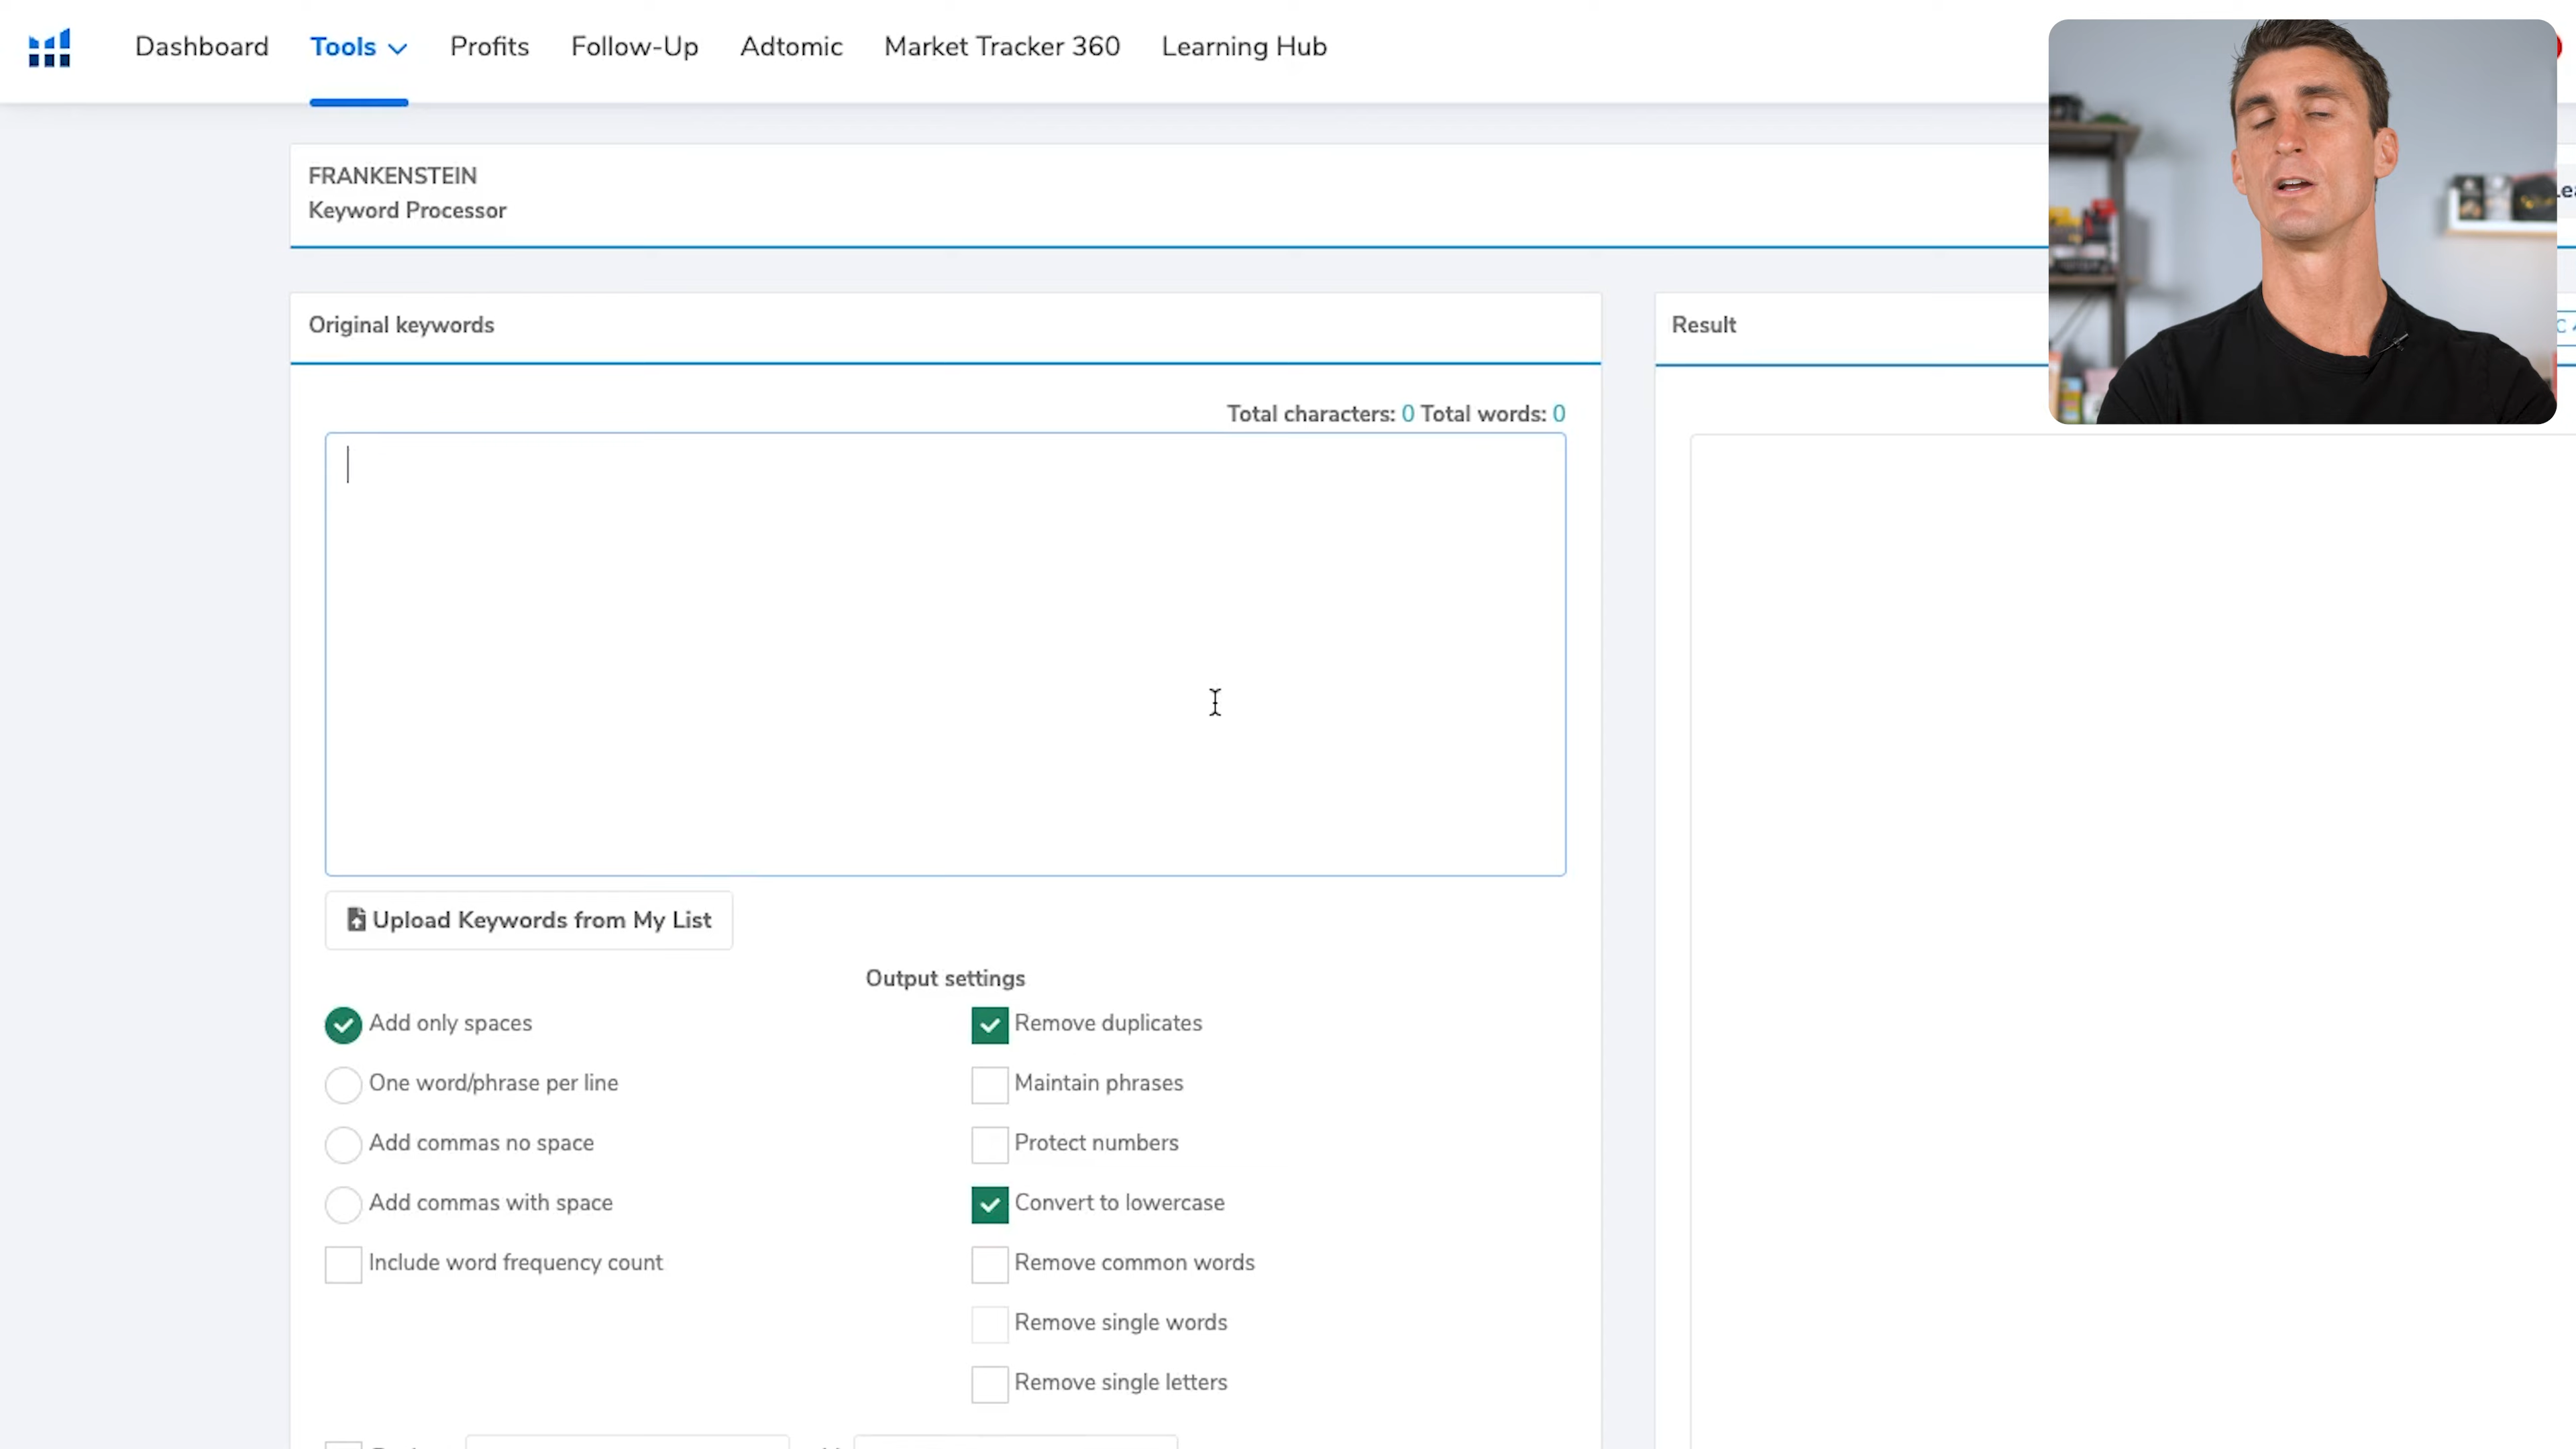 Dashboard Tools Profits Follow-Up Adtomic Market Tracker 360 Learning Hub
FRANKENSTEIN
Keyword Processor
Original keywords
Result
Total characters: 0 Total words: 0
Upload Keywords from My List
Output settings
Add only spaces
Remove duplicates
One word/phrase per line
Maintain phrases
Add commas no space
Protect numbers
Add commas with space
Convert to lowercase
Include word frequency count
Remove common words
Remove single words
Remove single letters